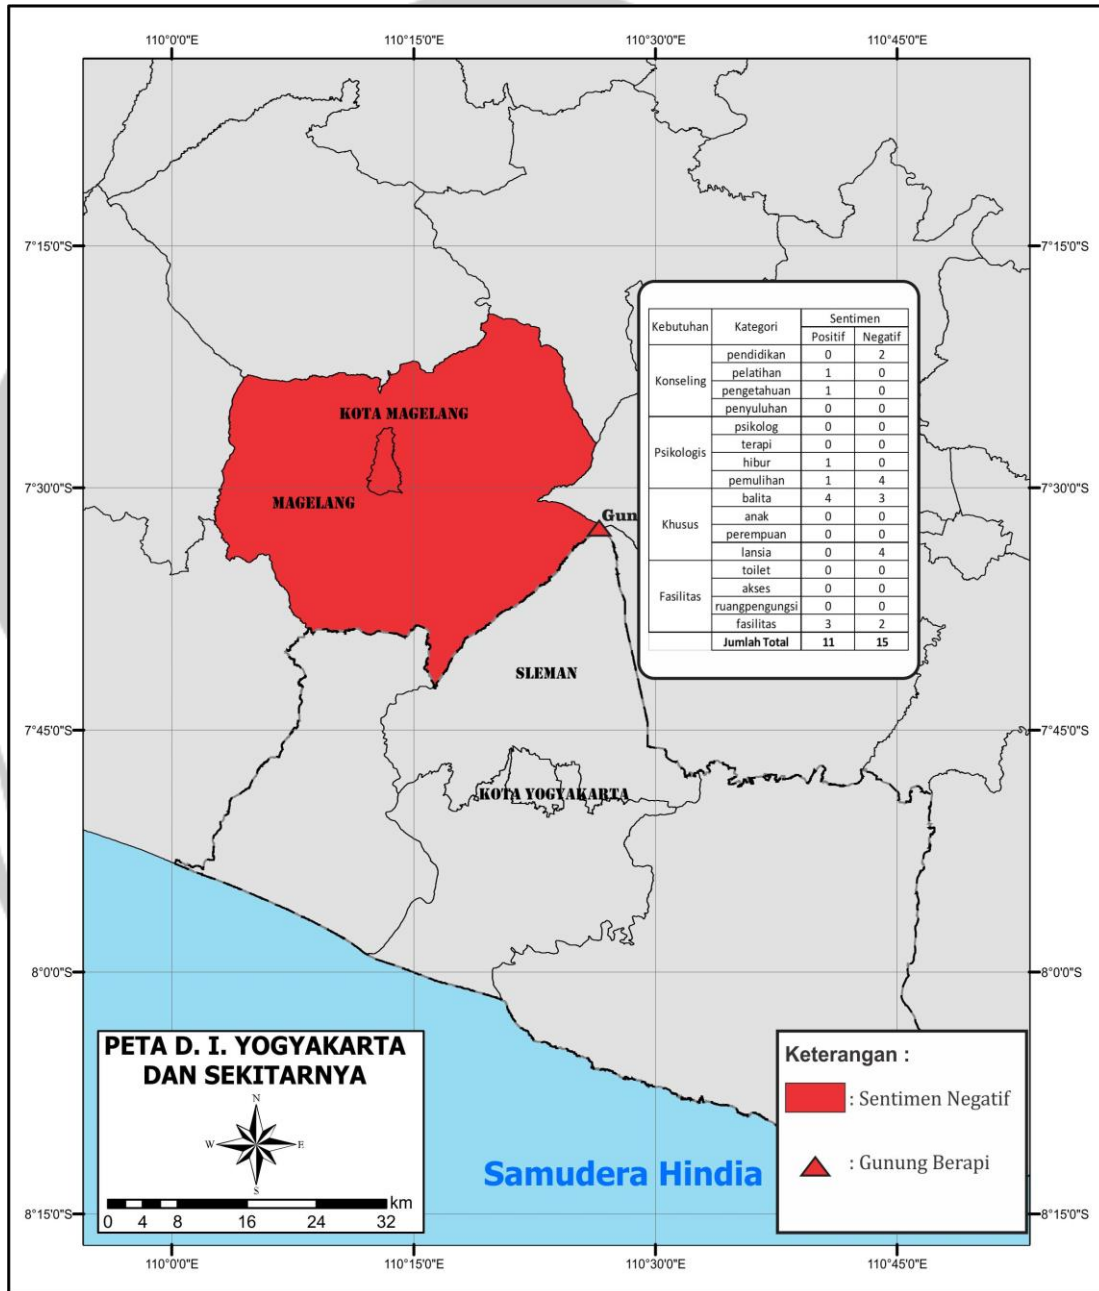 110°0'0"E 110°15'0"E 110°30'0"E 110°45'0"E
7°15'0"S 7°15'0"S
Kebutuhan Kategori Sentimen
Positif Negatif
Konseling pendidikan 0 2
pelatihan 1 0
pengetahuan 1 0
penyuluhan 0 0
Psikologis psikolog 0 0
terapi 0 0
hibur 1 0
pemulihan 1 4
Khusus balita 4 3
anak 0 0
perempuan 0 0
lansia 0 4
Fasilitas toilet 0 0
akses 0 0
ruangpengungsi 0 0
fasilitas 3 2
Jumlah Total 11 15
KOTA MAGELANG
7°30'0"S 7°30'0"S
MAGELANG
Gun
SLEMAN
7°45'0"S 7°45'0"S
KOTA YOGYAKARTA
8°0'0"S 8°0'0"S
PETA D. I. YOGYAKARTA
DAN SEKITARNYA
N
W E
S
km
0 4 8 16 24 32
Samudera Hindia
Keterangan :
: Sentimen Negatif
: Gunung Berapi
8°15'0"S 8°15'0"S
110°0'0"E 110°15'0"E 110°30'0"E 110°45'0"E